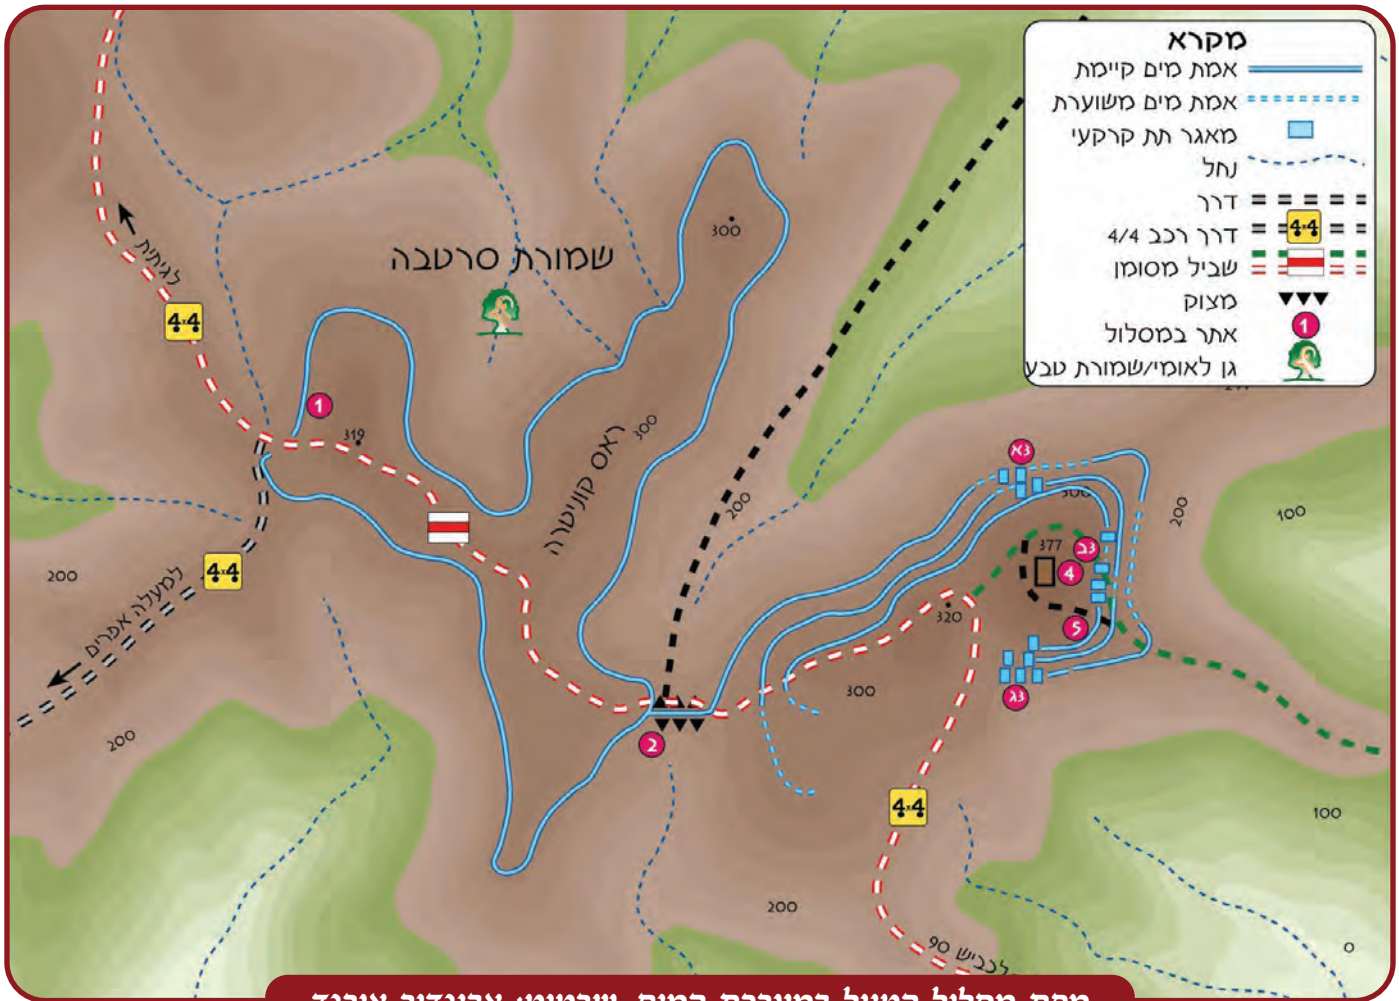 מקרא
אמת מים קיימת
אמת מים משוערת
מאגר תת קרקעי
נחל
דרך
דרך רכב 4/4
שביל מסומן
מצוק
אתר במסלול
גן לאומי/שמורת טבע
4x4
1
300
שמורת סרטבה
לגיתית
4x4
1
319
ראס קוניטרה
300
200
3א
300
200
100
377
3ב
4
5
320
3ג
300
200
4x4
למעלה אפרים
200
2
4x4
100
200
לכביש 90
0